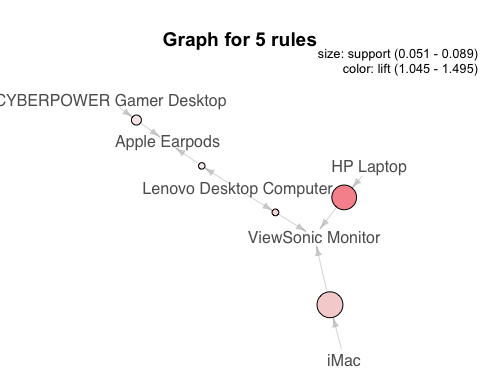 Graph for 5 rules
size: support (0.051 - 0.089)
color: lift (1.045 - 1.495)
CYBERPOWER Gamer Desktop
Apple Earpods
HP Laptop
Lenovo Desktop Computer
ViewSonic Monitor
iMac